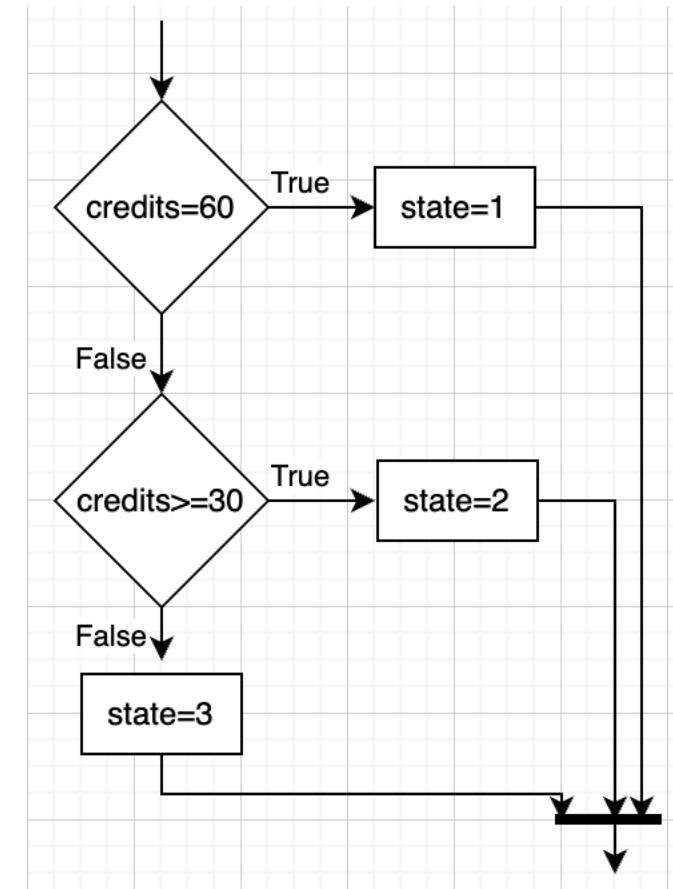 credits=60
True
state=1
False
credits>=30
True
state=2
False
state=3